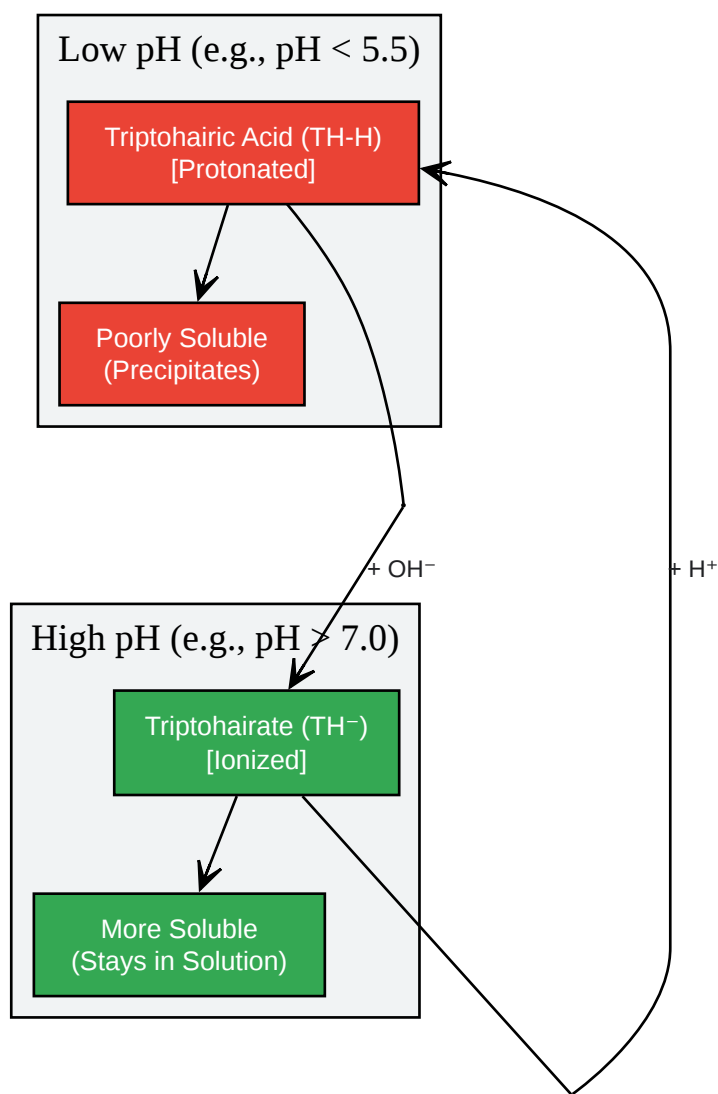 Low pH (e.g., pH < 5.5)
Triptohairic Acid (TH-H)
[Protonated]
Poorly Soluble
(Precipitates)
+ OH⁻
+ H⁺
High pH (e.g., pH > 7.0)
Triptohairate (TH⁻)
[Ionized]
More Soluble
(Stays in Solution)